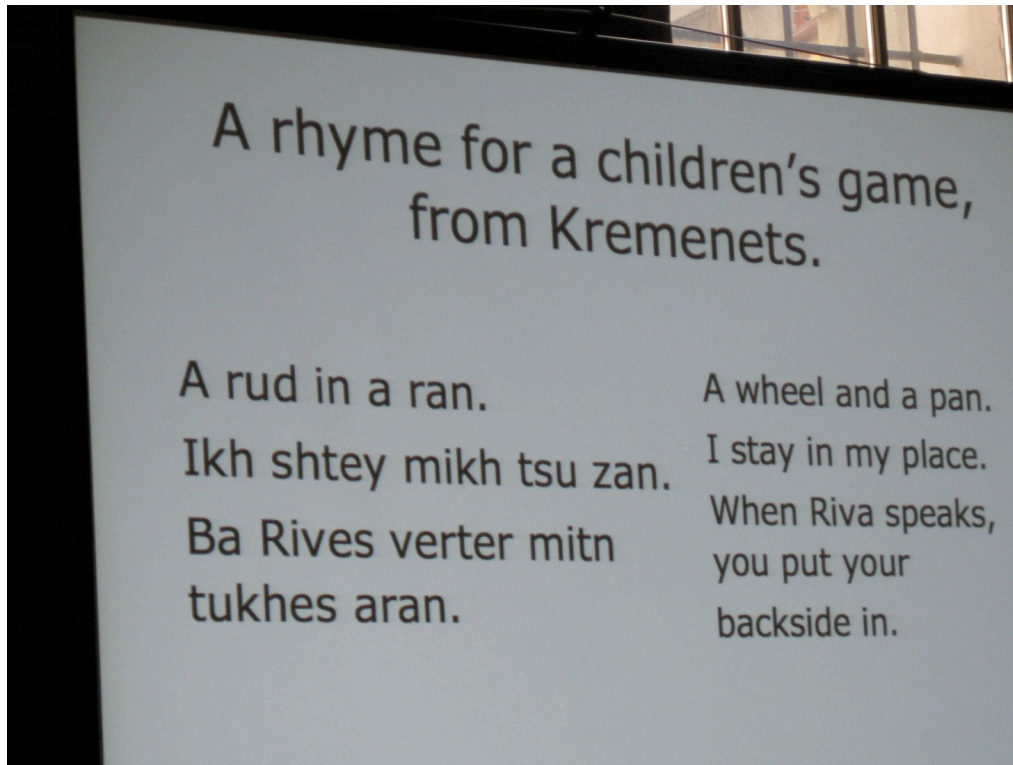 A rhyme for a children's game,
from Kremenets.
A rud in a ran.
Ikh shtey mikh tsu zan.
Ba Rives verter mitn
tukhes aran.
A wheel and a pan.
I stay in my place.
When Riva speaks,
you put your
backside in.